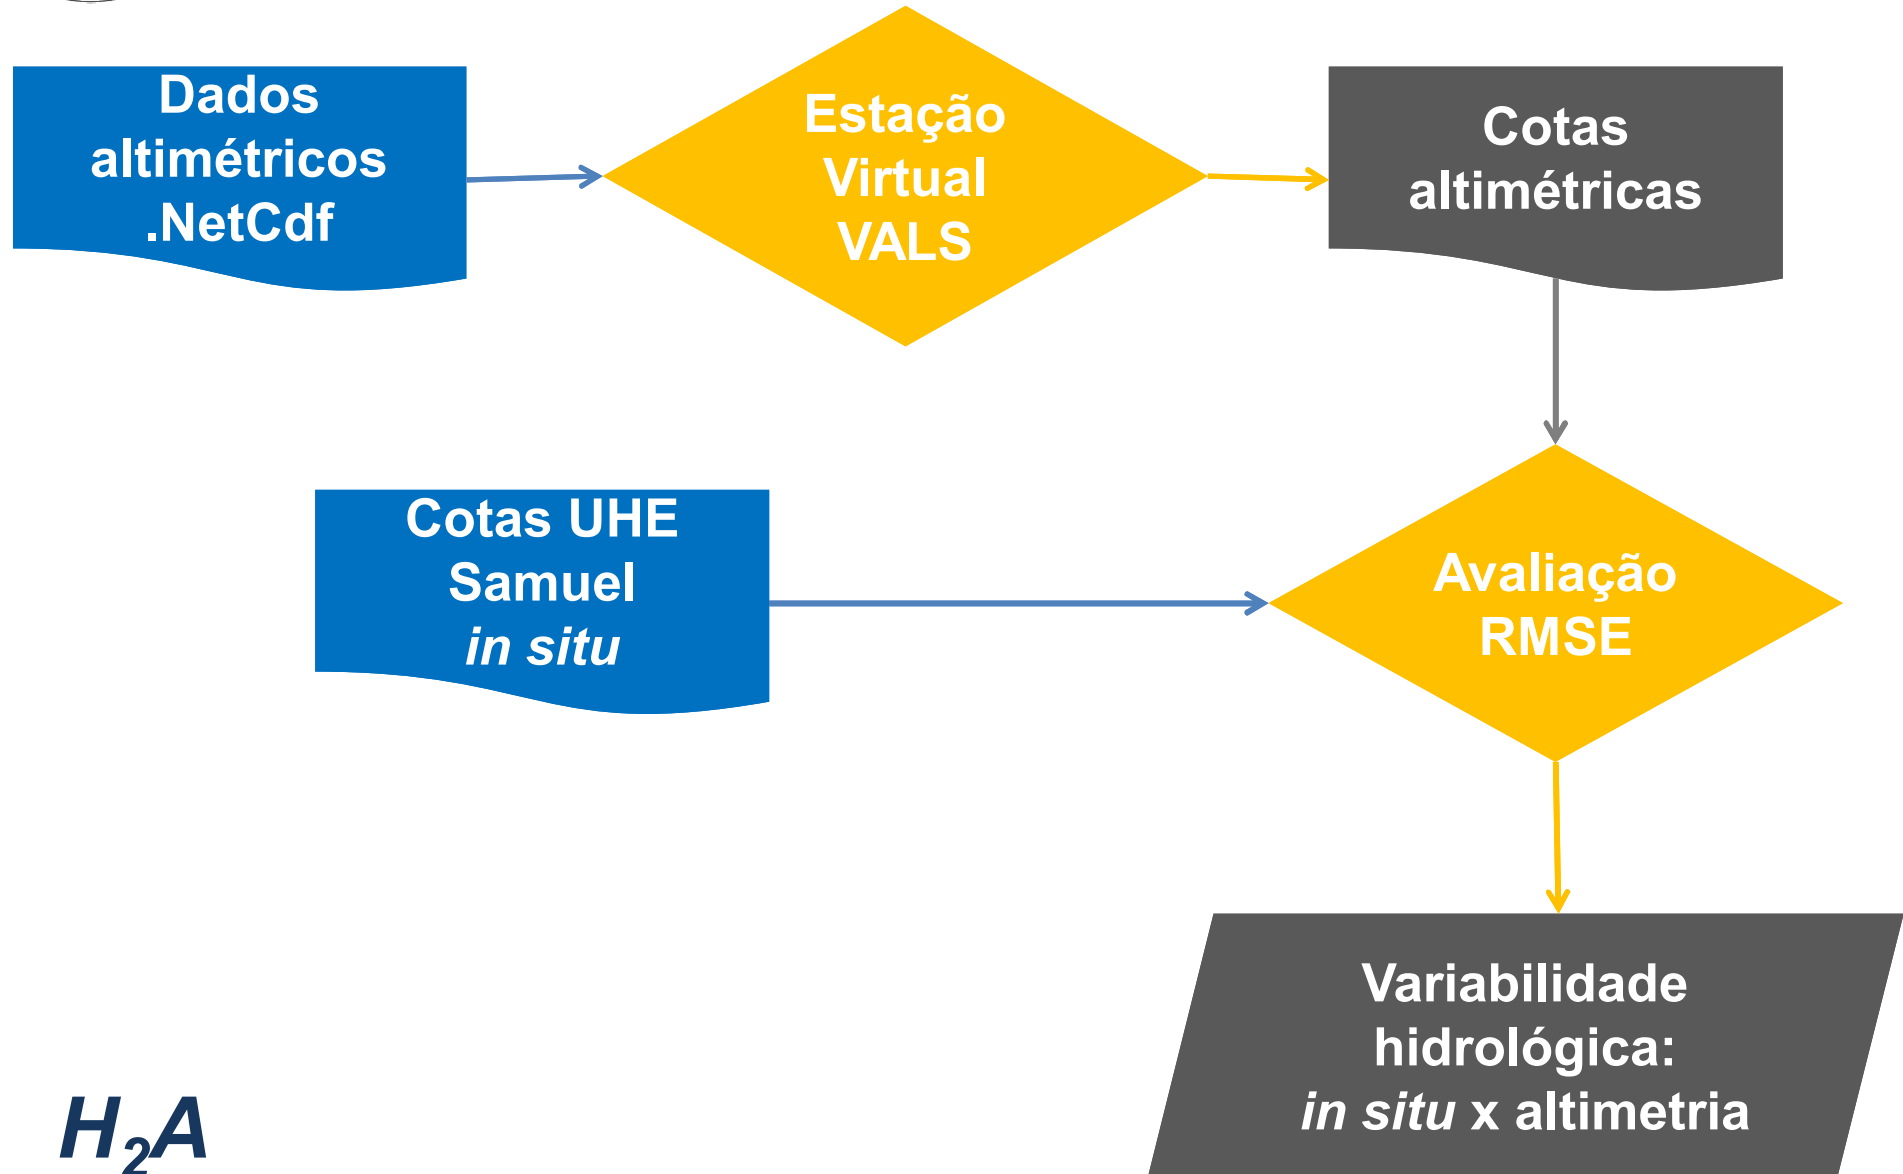 Dados
altimétricos
.NetCdf
Estação
Virtual
VALS
Cotas
altimétricas
Cotas UHE
Samuel
in situ
Avaliação
RMSE
Variabilidade
hidrológica:
in situ x altimetria
H₂A